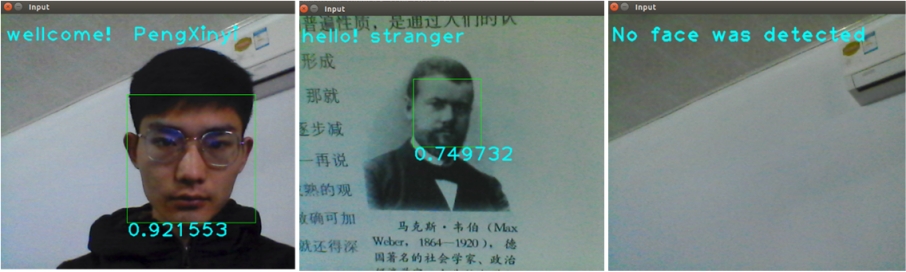 Input
wellcome! PengXinyi
0.921553
Input
普遍性质，是通过人们的认
hello! stranger
形成
那就
逐步减
一再说
的观
确可加
就还得深
0.749732
马克斯·韦伯（Max
Weber，1864—1920），德
国著名的社会学家、政治
Input
No face was detected